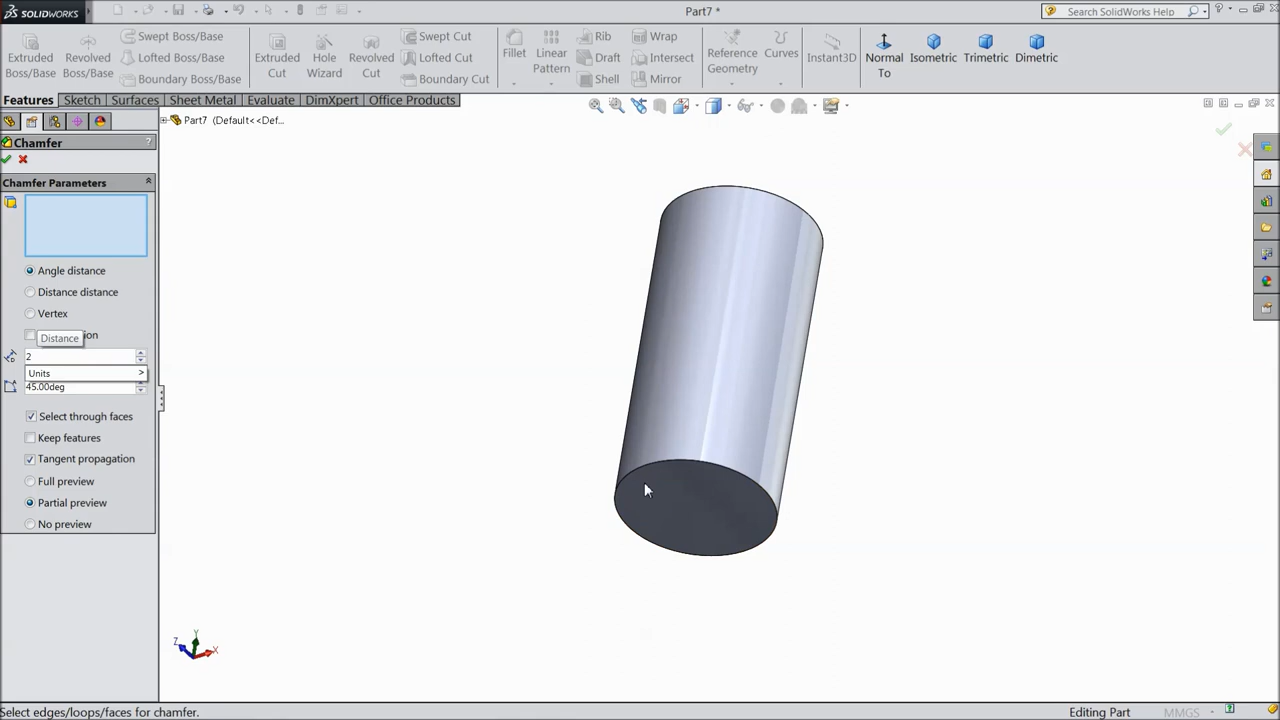 SOLIDWORKS
Part7 *
Search SolidWorks Help
Extruded Boss/Base
Revolved Boss/Base
Swept Boss/Base
Lofted Boss/Base
Boundary Boss/Base
Extruded Cut
Hole Wizard
Revolved Cut
Swept Cut
Lofted Cut
Boundary Cut
Fillet
Linear Pattern
Rib
Draft
Shell
Wrap
Intersect
Mirror
Reference Geometry
Curves
Instant3D
Normal To
Isometric
Trimetric
Dimetric
Features
Sketch
Surfaces
Sheet Metal
Evaluate
DimXpert
Office Products
Part7 (Default<<Def...
Chamfer
?
Chamfer Parameters
Angle distance
Distance distance
Vertex
Distance
ion
2
Units >
45.00deg
Select through faces
Keep features
Tangent propagation
Full preview
Partial preview
No preview
Z Y X
Select edges/loops/faces for chamfer.
Editing Part
MMGS